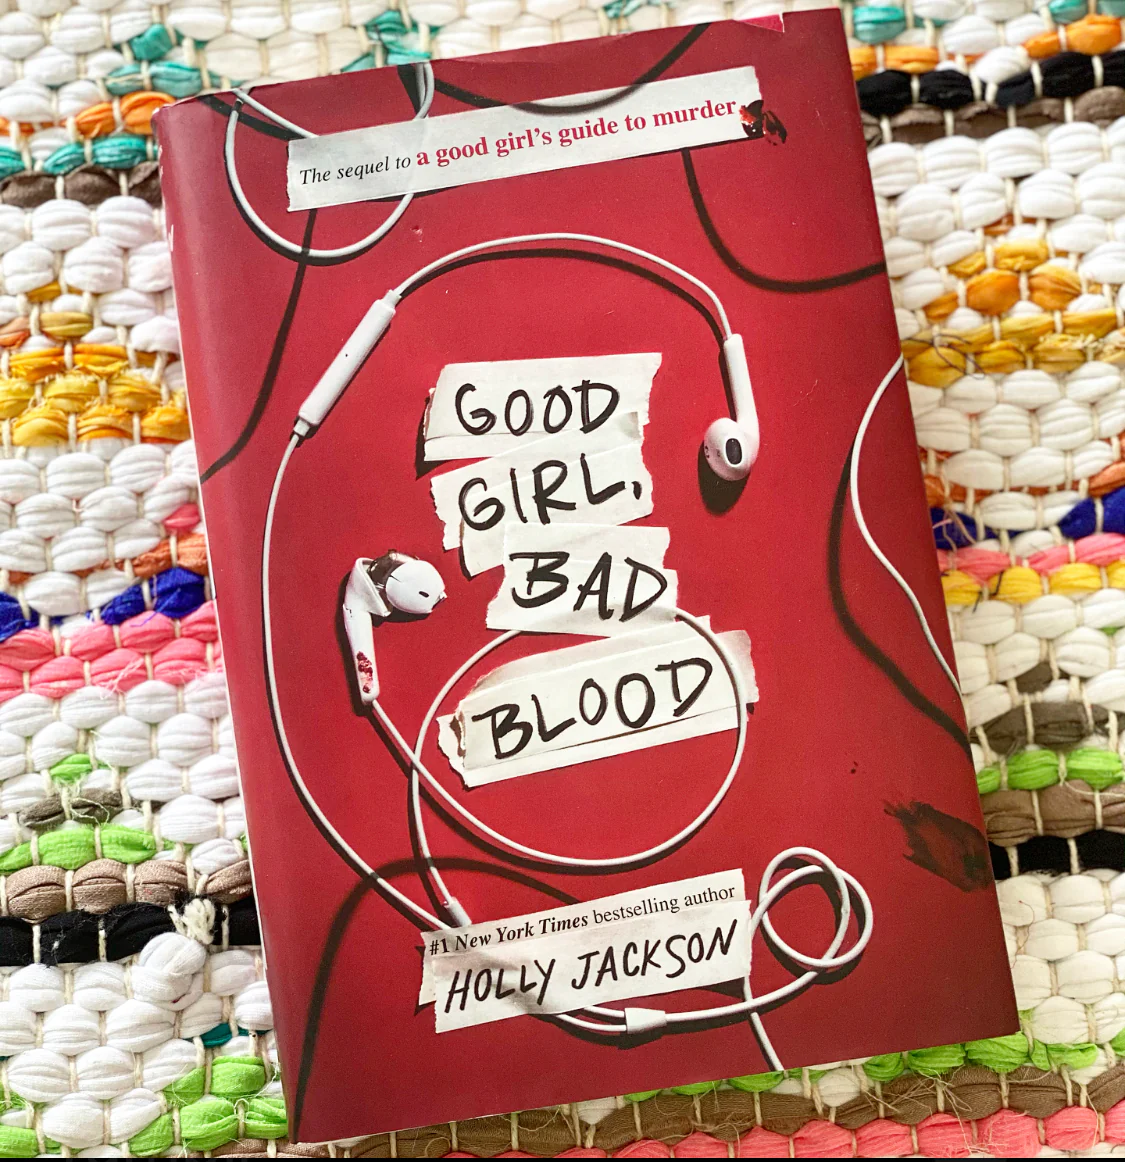 The sequel to a good girl's guide to murder
GOOD
GIRL,
BAD
BLOOD
#1 New York Times bestselling author
HOLLY JACKSON